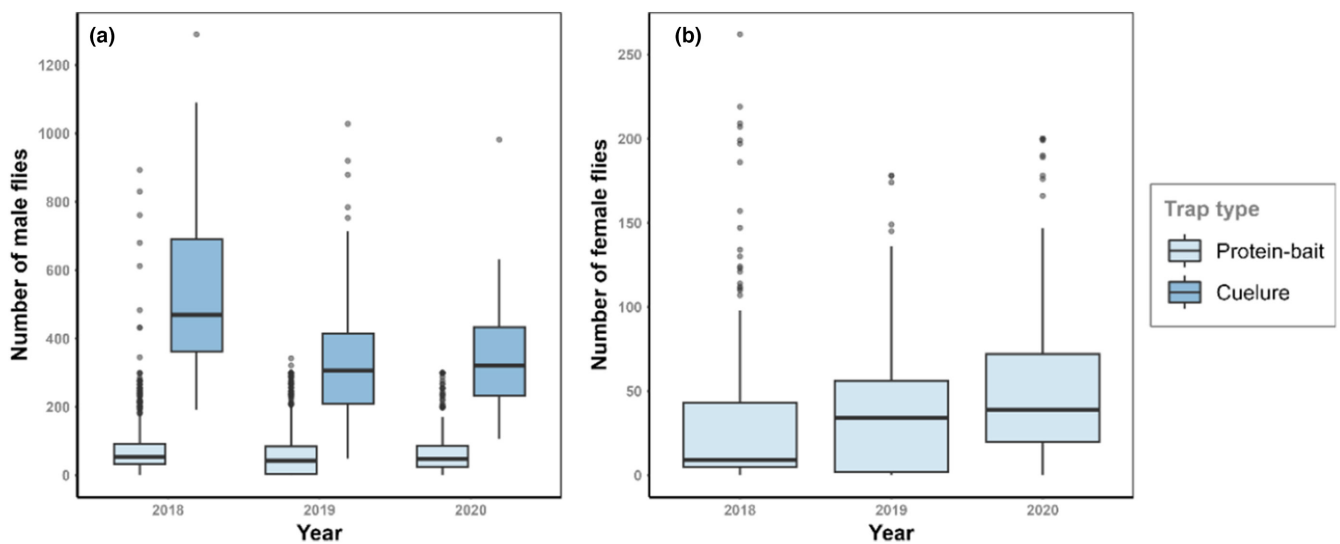 (a)
Number of male flies
1200
1000
800
600
400
200
0
2018
2019
2020
Year
(b)
Number of female flies
250
200
150
100
50
0
2018
2019
2020
Year
Trap type
Protein-bait
Cuelure